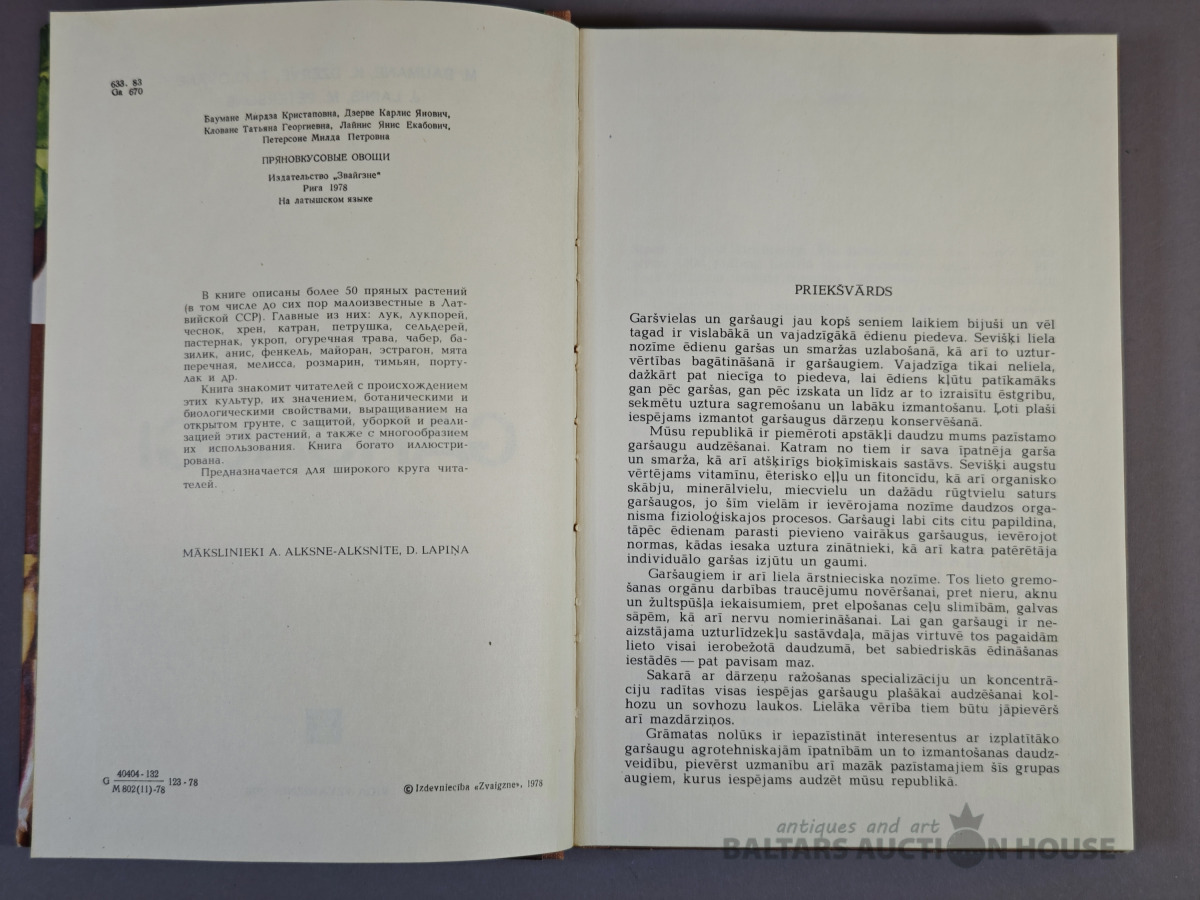 633. 83
Ga 670
Баумане Мирдза Кристаповна, Дзерве Карлис Янович,
Кловане Татьяна Георгиевна, Лайнис Янис Екабович,
Петерсоне Милда Петровна
ПРЯНОВКУСОВЫЕ ОВОЩИ
Издательство „Звайгзне“
Рига 1978
На латышском языке
В книге описаны более 50 пряных растений
(в том числе до сих пор малоизвестные в Лат-
вийской ССР). Главные из них: лук, лукпорей,
чеснок, хрен, катран, петрушка, сельдерей,
пастернак, укроп, огуречная трава, чабер, ба-
зилик, анис, фенкель, майоран, эстрагон, мята
перечная, мелисса, розмарин, тимьян, порту-
лак и др.
Книга знакомит читателей с происхождением
этих культур, их значением, ботаническими и
биологическими свойствами, выращиванием на
открытом грунте, с защитой, уборкой и реали-
зацией этих растений, а также с многообразием
их использования. Книга богато иллюстри-
рована.
Предназначается для широкого круга чита-
телей.
MĀKSLINIEKI A. ALKSNE-ALKSNĪTE, D. LAPIŅA
G 40404-132 123-78
M 802(11)-78
© Izdevniecība «Zvaigzne», 1978
PRIEKŠVĀRDS
Garšvielas un garšaugi jau kopš seniem laikiem bijuši un vēl
tagad ir vislabākā un vajadzīgākā ēdienu piedeva. Sevišķi liela
nozīme ēdienu garšas un smaržas uzlabošanā, kā arī to uztur-
vērtības bagātināšanā ir garšaugiem. Vajadzīga tikai neliela,
dažkārt pat niecīga to piedeva, lai ēdiens kļūtu patīkamāks
gan pēc garšas, gan pēc izskata un līdz ar to izraisītu ēstgribu,
sekmētu uztura sagremošanu un labāku izmantošanu. Ļoti plaši
iespējams izmantot garšaugus dārzeņu konservēšanā.
Mūsu republikā ir piemēroti apstākļi daudzu mums pazīstamo
garšaugu audzēšanai. Katram no tiem ir sava īpatnēja garša
un smarža, kā arī atšķirīgs bioķīmiskais sastāvs. Sevišķi augstu
vērtējams vitamīnu, ēterisko eļļu un fitoncīdu, kā arī organisko
skābju, minerālvielu, miecvielu un dažādu rūgtvielu saturs
garšaugos, jo šīm vielām ir ievērojama nozīme daudzos orga-
nisma fizioloģiskajos procesos. Garšaugi labi cits citu papildina,
tāpēc ēdienam parasti pievieno vairākus garšaugus, ievērojot
normas, kādas iesaka uztura zinātnieki, kā arī katra patērētāja
individuālo garšas izjūtu un gaumi.
Garšaugiem ir arī liela ārstnieciska nozīme. Tos lieto gremo-
šanas orgānu darbības traucējumu novēršanai, pret nieru, aknu
un žultspūšļa iekaisumiem, pret elpošanas ceļu slimībām, galvas
sāpēm, kā arī nervu nomierināšanai. Lai gan garšaugi ir ne-
aizstājama uzturlīdzekļu sastāvdaļa, mājas virtuvē tos pagaidām
lieto visai ierobežotā daudzumā, bet sabiedriskās ēdināšanas
iestādēs — pat pavisam maz.
Sakarā ar dārzeņu ražošanas specializāciju un koncentrā-
ciju radītas visas iespējas garšaugu plašākai audzēšanai kol-
hozu un sovhozu laukos. Lielāka vērība tiem būtu jāpievērš
arī mazdārziņos.
Grāmatas nolūks ir iepazīstināt interesentus ar izplatītāko
garšaugu agrotehniskajām īpatnībām un to izmantošanas daudz-
veidību, pievērst uzmanību arī mazāk pazīstamajiem šīs grupas
augiem, kurus iespējams audzēt mūsu republikā.
antiques and art
BALTARS AUCTION HOUSE